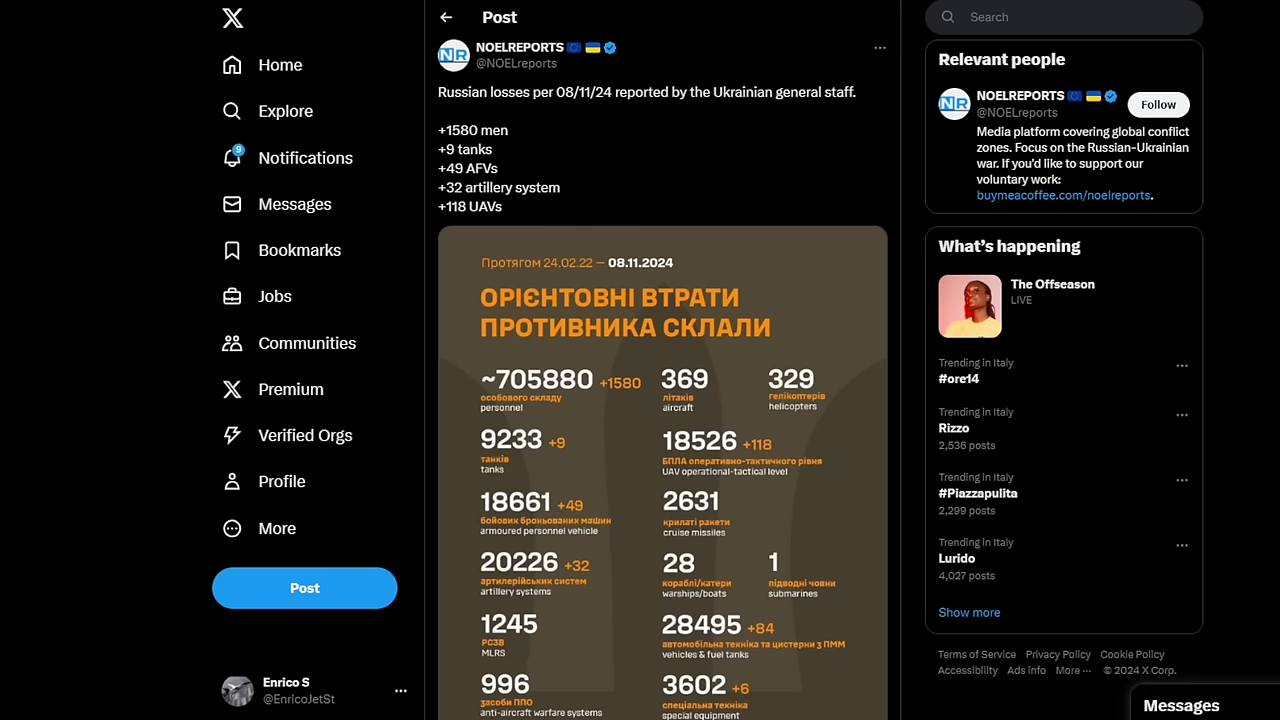 Home
Explore
9
Notifications
Messages
Bookmarks
Jobs
Communities
Premium
Verified Orgs
Profile
More
Post
Enrico S
@EnricoJetSt
Post
NR
NOELREPORTS
@NOELreports
Russian losses per 08/11/24 reported by the Ukrainian general staff.
+1580 men
+9 tanks
+49 AFVs
+32 artillery system
+118 UAVs
Протягом 24.02.22 – 08.11.2024
ОРІЄНТОВНІ ВТРАТИ
ПРОТИВНИКА СКЛАЛИ
~705880 +1580
особового складу
personnel
369
літаків
aircraft
329
гелікоптерів
helicopters
9233 +9
танків
tanks
18526 +118
БПЛА оперативно-тактичного рівня
UAV operational-tactical level
18661 +49
бойових броньованих машин
armoured personnel vehicle
2631
крилаті ракети
cruise missiles
20226 +32
артилерійських систем
artillery systems
28
кораблі/катери
warships/boats
1
підводні човни
submarines
1245
РСЗВ
MLRS
28495 +84
автомобільна техніка та цистерни з ПММ
vehicles & fuel tanks
996
засоби ППО
anti-aircraft warfare systems
3602 +6
спеціальна техніка
special equipment
Search
Relevant people
NR
NOELREPORTS
@NOELreports
Follow
Media platform covering global conflict
zones. Focus on the Russian-Ukrainian
war. If you'd like to support our
voluntary work:
buymeacoffee.com/noelreports.
What's happening
The Offseason
LIVE
Trending in Italy
#ore14
Trending in Italy
Rizzo
2,536 posts
Trending in Italy
#Piazzapulita
2,299 posts
Trending in Italy
Lurido
4,027 posts
Show more
Terms of Service Privacy Policy Cookie Policy
Accessibility Ads info More ··· © 2024 X Corp.
Messages